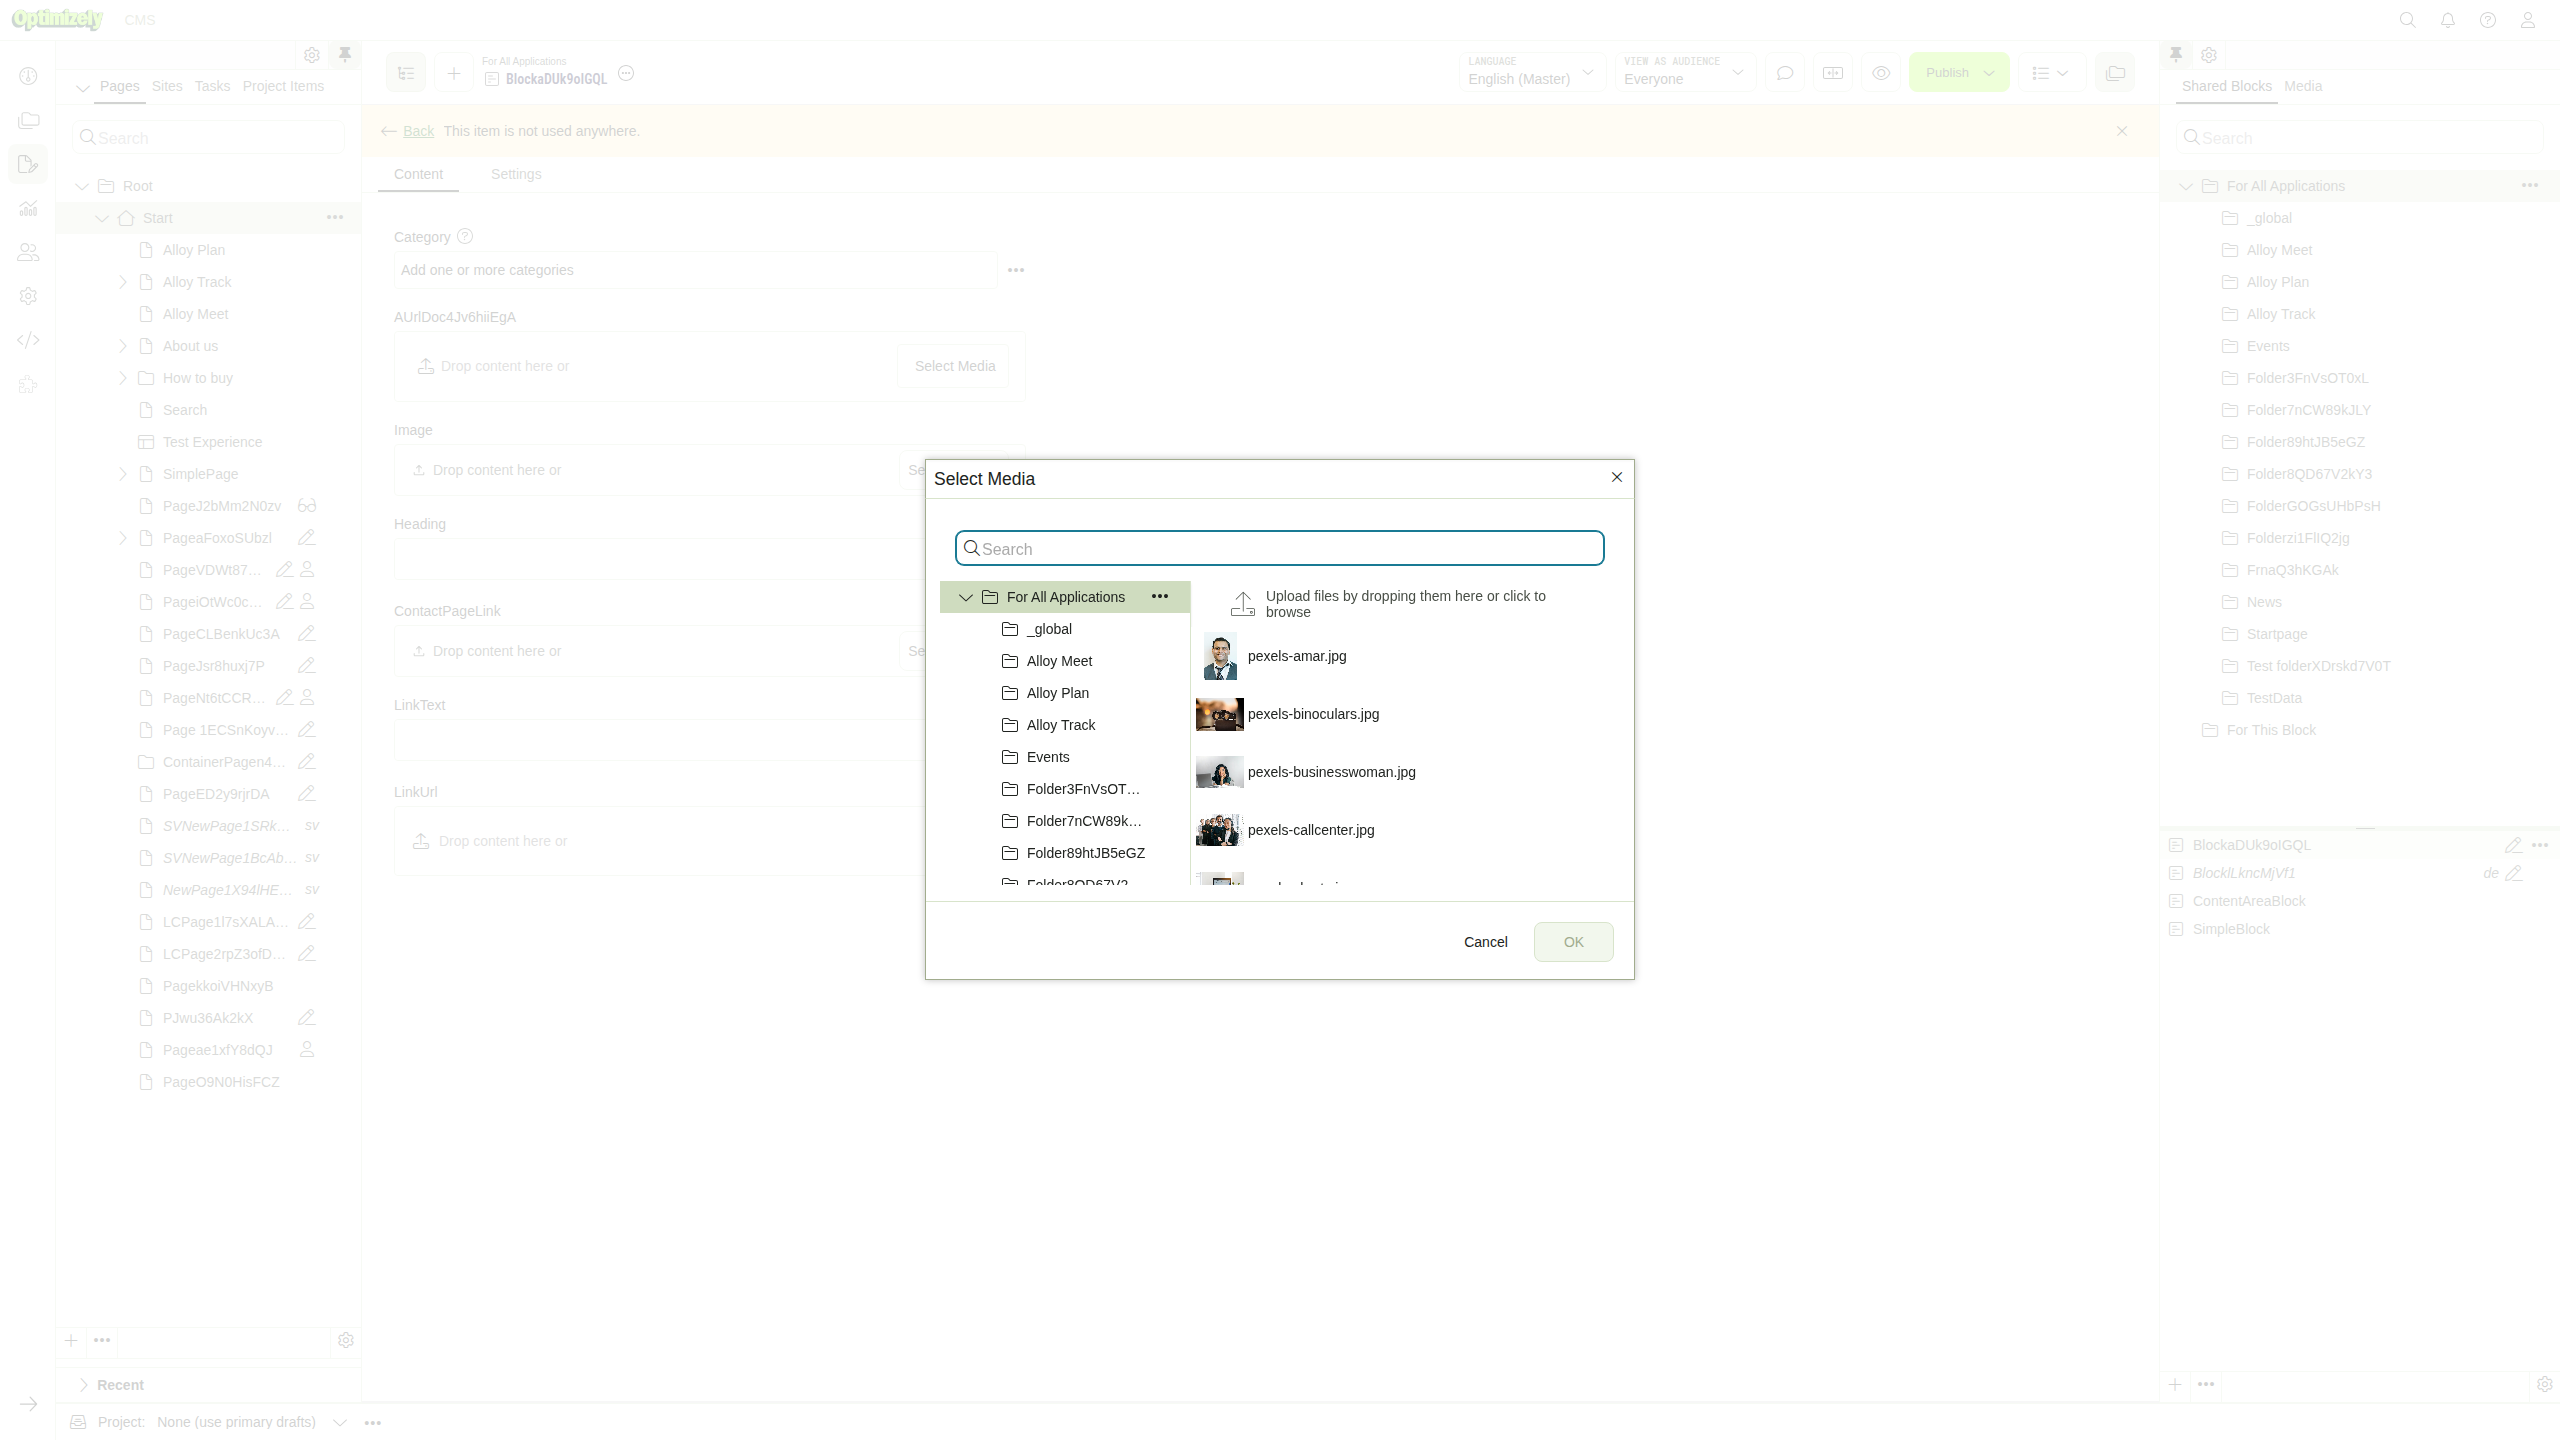 Optimizely
CMS
Pages Sites Tasks Project Items
Search
Root
Start
Alloy Plan
Alloy Track
Alloy Meet
About us
How to buy
Search
Test Experience
SimplePage
PageJ2bMm2N0zv
PageaFoxoSUbzl
PageVDWt87…
PageiOtWc0c…
PageCLBenkUc3A
PageJsr8huxj7P
PageNt6tCCR…
Page 1ECSnKoyv…
ContainerPagen4…
PageED2y9rjrDA
SVNewPage1SRk… sv
SVNewPage1BcAb… sv
NewPage1X94lHE… sv
LCPage1l7sXALA…
LCPage2rpZ3ofD…
PagekkoiVHNxyB
PJwu36Ak2kX
Pageae1xfY8dQJ
PageO9N0HisFCZ
Recent
Project: None (use primary drafts)
For All Applications
BlockaDUk9oIGQL
LANGUAGE
English (Master)
VIEW AS AUDIENCE
Everyone
Publish
Back This item is not used anywhere.
Content Settings
Category
Add one or more categories
AUrlDoc4Jv6hiiEgA
Drop content here or Select Media
Image
Drop content here or Se
Heading
ContactPageLink
Drop content here or Se
LinkText
LinkUrl
Drop content here or
Select Media
Search
For All Applications
_global
Alloy Meet
Alloy Plan
Alloy Track
Events
Folder3FnVsOT…
Folder7nCW89k…
Folder89htJB5eGZ
Folder8QD67V2
Upload files by dropping them here or click to
browse
pexels-amar.jpg
pexels-binoculars.jpg
pexels-businesswoman.jpg
pexels-callcenter.jpg
Cancel OK
Shared Blocks Media
Search
For All Applications
_global
Alloy Meet
Alloy Plan
Alloy Track
Events
Folder3FnVsOT0xL
Folder7nCW89kJLY
Folder89htJB5eGZ
Folder8QD67V2kY3
FolderGOGsUHbPsH
Folderzi1FlIQ2jg
FrnaQ3hKGAk
News
Startpage
Test folderXDrskd7V0T
TestData
For This Block
BlockaDUk9oIGQL
BlocklLkncMjVf1 de
ContentAreaBlock
SimpleBlock